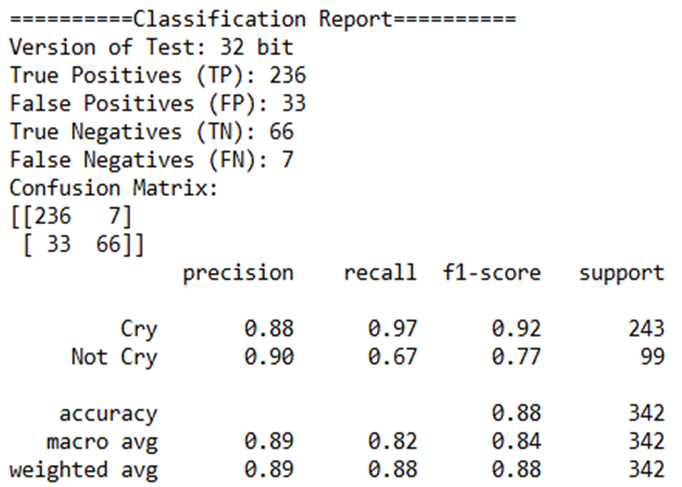 ==========Classification Report==========
Version of Test: 32 bit
True Positives (TP): 236
False Positives (FP): 33
True Negatives (TN): 66
False Negatives (FN): 7
Confusion Matrix:
[[236   7]
 [ 33  66]]
              precision    recall  f1-score   support

         Cry       0.88      0.97      0.92       243
     Not Cry       0.90      0.67      0.77        99

    accuracy                           0.88       342
   macro avg       0.89      0.82      0.84       342
weighted avg       0.89      0.88      0.88       342